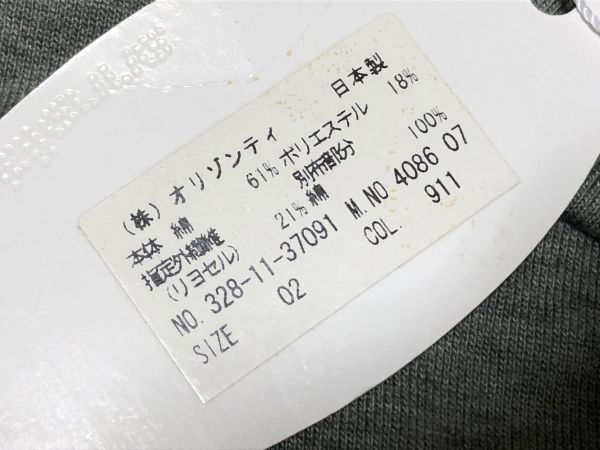 (株) オリゾンティ 日本製
本体 綿 61% ポリエステル 18%
指定外繊維 21% 別布部分
(リヨセル) 綿 100%
NO. 328-11-37091 M.NO 4086 07
SIZE 02 COL. 911